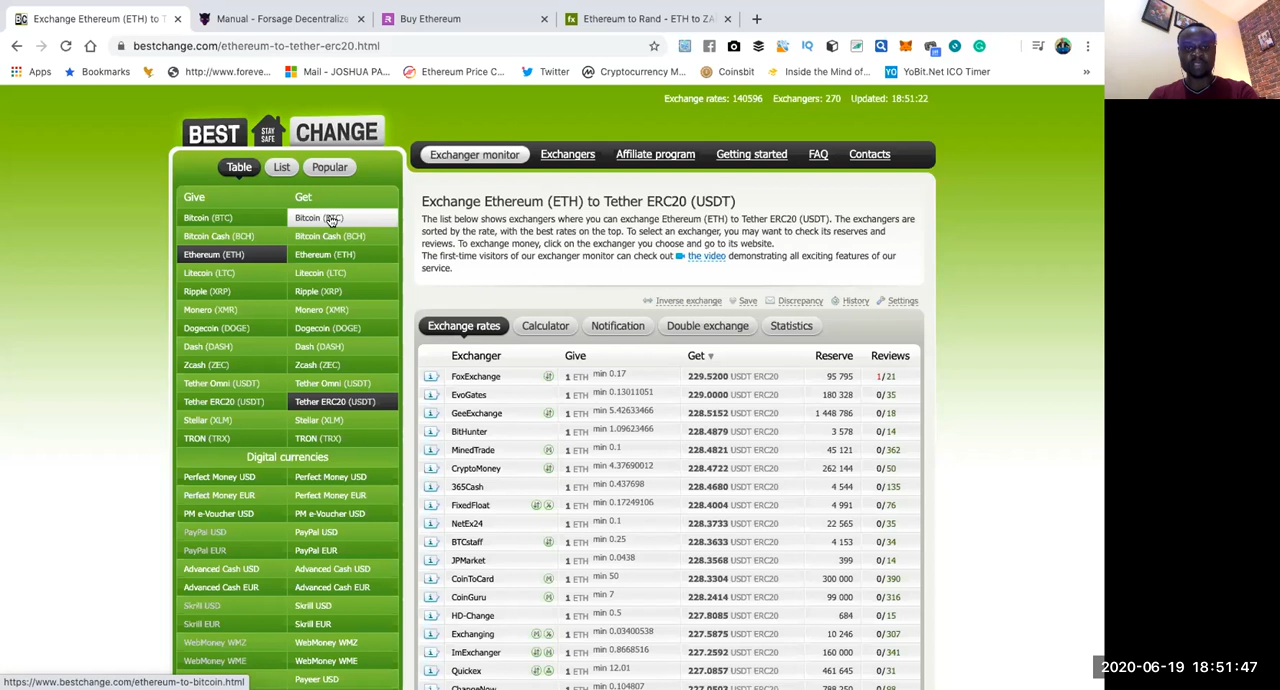 Exchange Ethereum (ETH) to T
Manual - Forsage Decentralize
Buy Ethereum
Ethereum to Rand - ETH to ZA
bestchange.com/ethereum-to-tether-erc20.html
Apps
Bookmarks
http://www.foreve...
Mail - JOSHUA PA...
Ethereum Price C...
Twitter
Cryptocurrency M...
Coinsbit
Inside the Mind of...
YoBit.Net ICO Timer
Exchange rates: 140596 Exchangers: 270 Updated: 18:51:22
BEST STAY SAFE CHANGE
Table List Popular
Exchanger monitor Exchangers Affiliate program Getting started FAQ Contacts
Give Get
Bitcoin (BTC) Bitcoin (BTC)
Bitcoin Cash (BCH) Bitcoin Cash (BCH)
Ethereum (ETH) Ethereum (ETH)
Litecoin (LTC) Litecoin (LTC)
Ripple (XRP) Ripple (XRP)
Monero (XMR) Monero (XMR)
Dogecoin (DOGE) Dogecoin (DOGE)
Dash (DASH) Dash (DASH)
Zcash (ZEC) Zcash (ZEC)
Tether Omni (USDT) Tether Omni (USDT)
Tether ERC20 (USDT) Tether ERC20 (USDT)
Stellar (XLM) Stellar (XLM)
TRON (TRX) TRON (TRX)
Digital currencies
Perfect Money USD Perfect Money USD
Perfect Money EUR Perfect Money EUR
PM e-Voucher USD PM e-Voucher USD
PayPal USD PayPal USD
PayPal EUR PayPal EUR
Advanced Cash USD Advanced Cash USD
Advanced Cash EUR Advanced Cash EUR
Skrill USD Skrill USD
Skrill EUR Skrill EUR
WebMoney WMZ WebMoney WMZ
WebMoney WME WebMoney WME
Payeer USD
https://www.bestchange.com/ethereum-to-bitcoin.html
Exchange Ethereum (ETH) to Tether ERC20 (USDT)
The list below shows exchangers where you can exchange Ethereum (ETH) to Tether ERC20 (USDT). The exchangers are
sorted by the rate, with the best rates on the top. To select an exchanger, you may want to check its reserves and
reviews. To exchange money, click on the exchanger you choose and go to its website.
The first-time visitors of our exchanger monitor can check out the video demonstrating all exciting features of our
service.
Inverse exchange Save Discrepancy History Settings
Exchange rates Calculator Notification Double exchange Statistics
Exchanger Give Get ▼ Reserve Reviews
FoxExchange 1 ETH min 0.17 229.5200 USDT ERC20 95 795 1/21
EvoGates 1 ETH min 0.13011051 229.0000 USDT ERC20 180 328 0/35
GeeExchange 1 ETH min 5.42633466 228.5152 USDT ERC20 1 448 786 0/18
BitHunter 1 ETH min 1.09623466 228.4879 USDT ERC20 3 578 0/14
MinedTrade 1 ETH min 0.1 228.4821 USDT ERC20 45 121 0/362
CryptoMoney 1 ETH min 4.37690012 228.4722 USDT ERC20 262 144 0/50
365Cash 1 ETH min 0.437698 228.4680 USDT ERC20 4 544 0/135
FixedFloat 1 ETH min 0.17249106 228.4004 USDT ERC20 4 991 0/76
NetEx24 1 ETH min 0.1 228.3733 USDT ERC20 22 565 0/35
BTCstaff 1 ETH min 0.25 228.3633 USDT ERC20 4 153 0/34
JPMarket 1 ETH min 0.0438 228.3568 USDT ERC20 399 0/14
CoinToCard 1 ETH min 50 228.3304 USDT ERC20 300 000 0/390
CoinGuru 1 ETH min 7 228.2414 USDT ERC20 99 000 0/316
HD-Change 1 ETH min 0.5 227.8085 USDT ERC20 684 0/15
Exchanging 1 ETH min 0.03400538 227.5875 USDT ERC20 10 246 0/307
ImExchanger 1 ETH min 0.8668516 227.2592 USDT ERC20 160 000 0/341
Quickex 1 ETH min 12.01 227.0857 USDT ERC20 461 645 0/31
2020-06-19 18:51:47